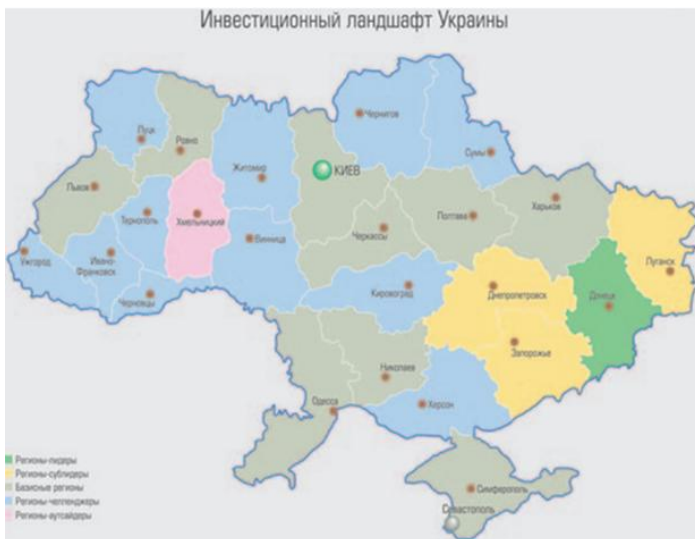 Инвестиционный ландшафт Украины
Чернигов
Луцк
Ровно
Сумы
Житомир
КИЕВ
Львов
Харьков
Тернополь
Хмельницкий
Полтава
Черкассы
Винница
Ужгород
Ивано-
Франковск
Луганск
Черновцы
Кировоград
Днепропетровск
Донецк
Запорожье
Николаев
Одесса
Херсон
Регионы-лидеры
Регионы-сублидеры
Базисные регионы
Регионы-челленджеры
Регионы-аутсайдеры
Симферополь
Севастополь